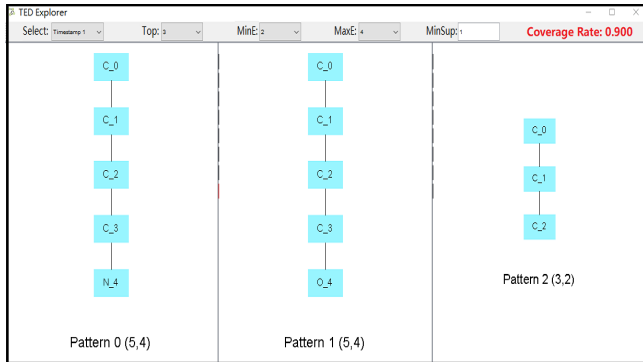 TED Explorer
Select: Timestamp 1 Top: 3 MinE: 2 MaxE: 4 MinSup: 1 Coverage Rate: 0.900
C_0
C_1
C_2
C_3
N_4
Pattern 0 (5,4)
C_0
C_1
C_2
C_3
O_4
Pattern 1 (5,4)
C_0
C_1
C_2
Pattern 2 (3,2)